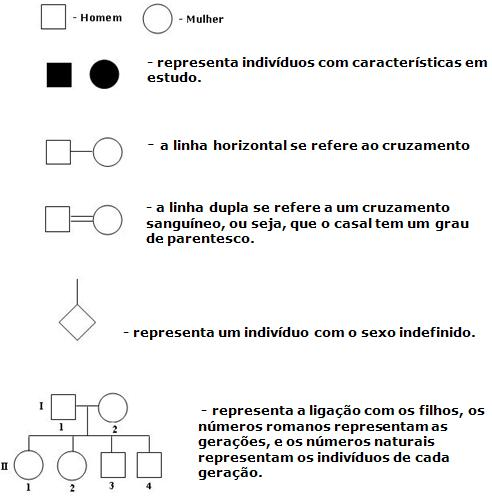 - Homem - Mulher
- representa indivíduos com características em
estudo.
- a linha horizontal se refere ao cruzamento
- a linha dupla se refere a um cruzamento
sanguíneo, ou seja, que o casal tem um grau
de parentesco.
- representa um indivíduo com o sexo indefinido.
I
1 2
II
1 2 3 4
- representa a ligação com os filhos, os
números romanos representam as
gerações, e os números naturais
representam os indivíduos de cada
geração.